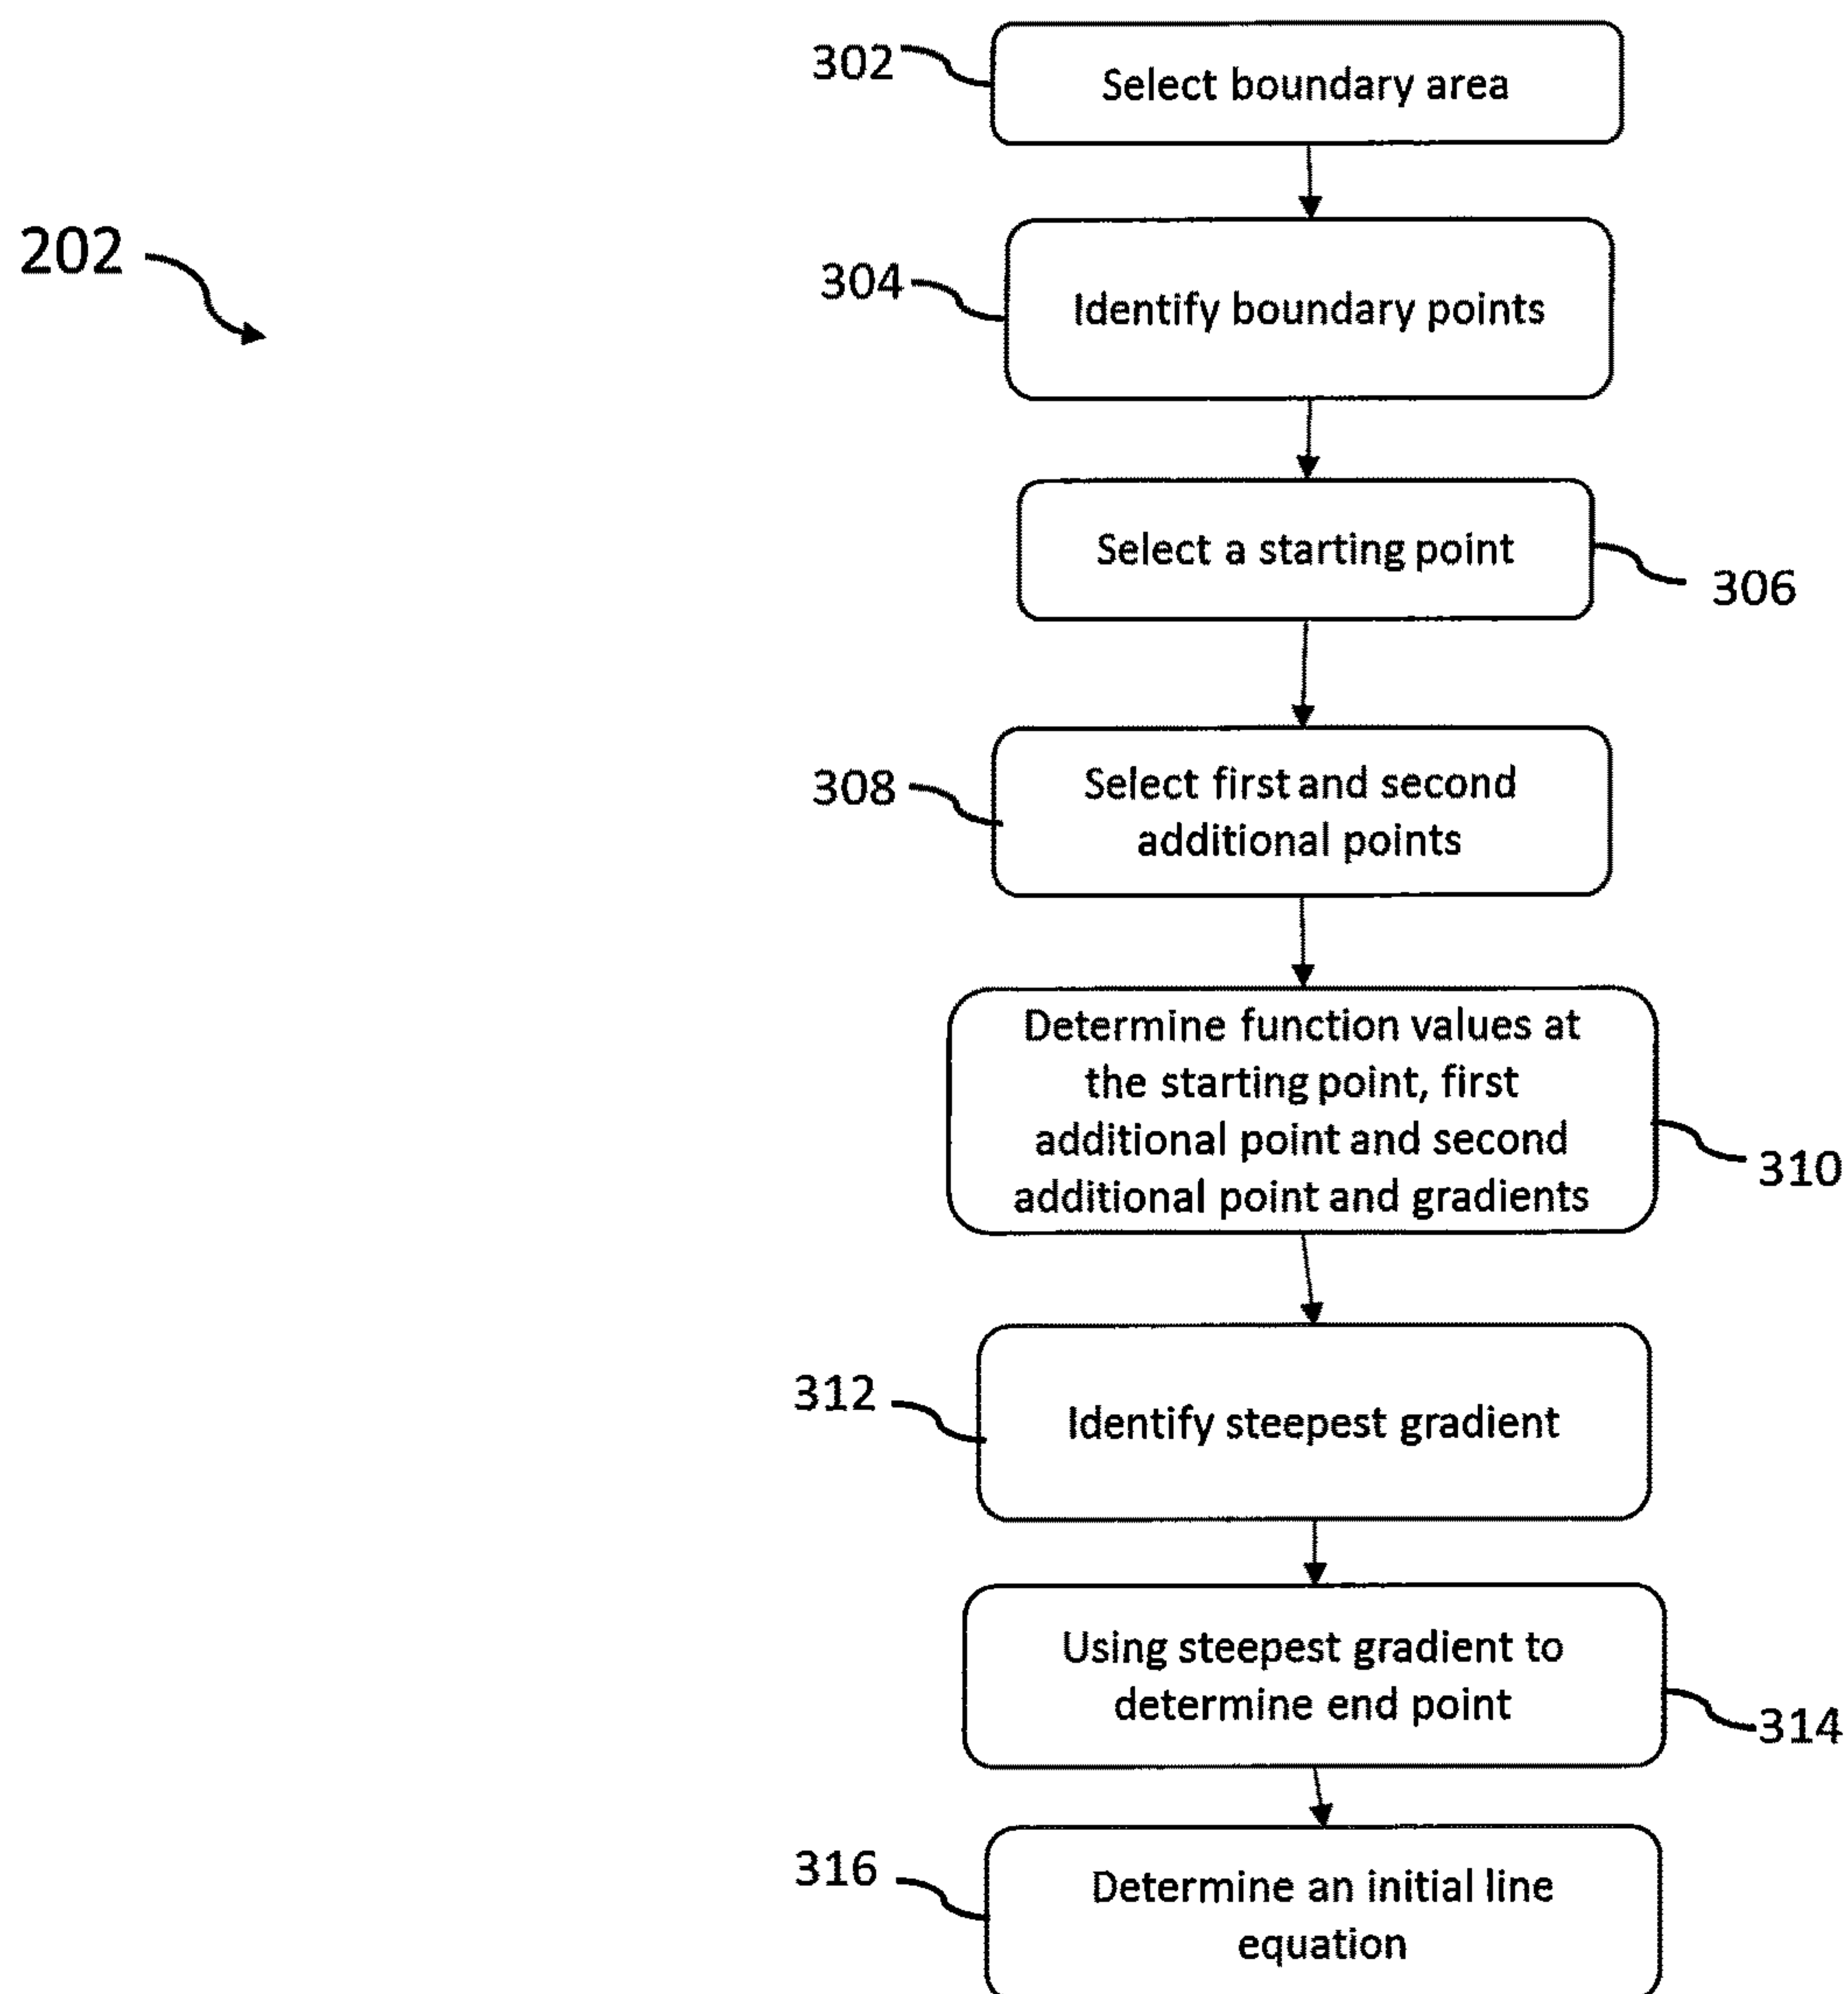 302
Select boundary area
202
304
Identify boundary points
Select a starting point
306
308
Select first and second
additional points
Determine function values at
the starting point, first
additional point and second
additional point and gradients
310
312
Identify steepest gradient
Using steepest gradient to
determine end point
314
316
Determine an initial line
equation